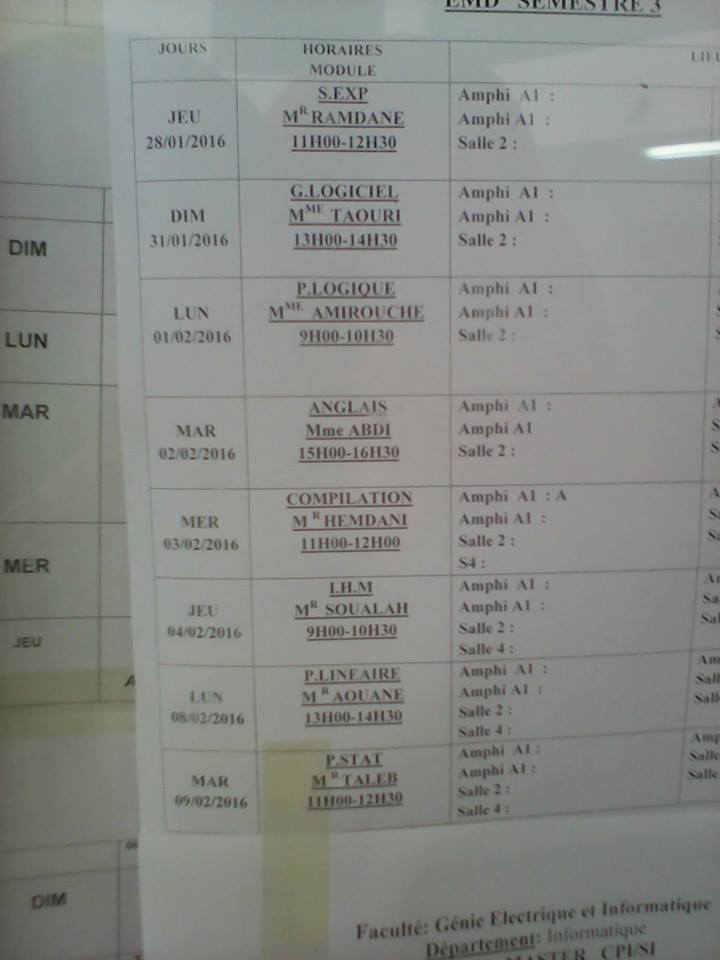 EMD SEMESTRE 3
JOURS
HORAIRES
MODULE
JEU
28/01/2016
S.EXP
MR RAMDANE
11H00-12H30
Amphi A1 :
Amphi A1 :
Salle 2 :
DIM
31/01/2016
G.LOGICIEL
MME TAOURI
13H00-14H30
Amphi A1 :
Amphi A1 :
Salle 2 :
LUN
01/02/2016
P.LOGIQUE
MME AMIROUCHE
9H00-10H30
Amphi A1 :
Amphi A1 :
Salle 2 :
MAR
02/02/2016
ANGLAIS
Mme ABDI
15H00-16H30
Amphi A1 :
Amphi A1
Salle 2 :
MER
03/02/2016
COMPILATION
M R HEMDANI
11H00-12H00
Amphi A1 : A
Amphi A1 :
Salle 2 :
S4 :
JEU
04/02/2016
I.H.M
MR SOUALAH
9H00-10H30
Amphi A1 :
Amphi A1 :
Salle 2 :
Salle 4 :
LUN
08/02/2016
P.LINEAIRE
M R AOUANE
13H00-14H30
Amphi A1 :
Amphi A1 :
Salle 2 :
Salle 4 :
MAR
09/02/2016
P.STAT
M R TALEB
11H00-12H30
Amphi A1 :
Amphi A1 :
Salle 2 :
Salle 4 :
Faculté: Génie Electrique et Informatique
Département: Informatique
MASTER CPI/SI
DIM
LUN
MAR
MER
JEU
DIM